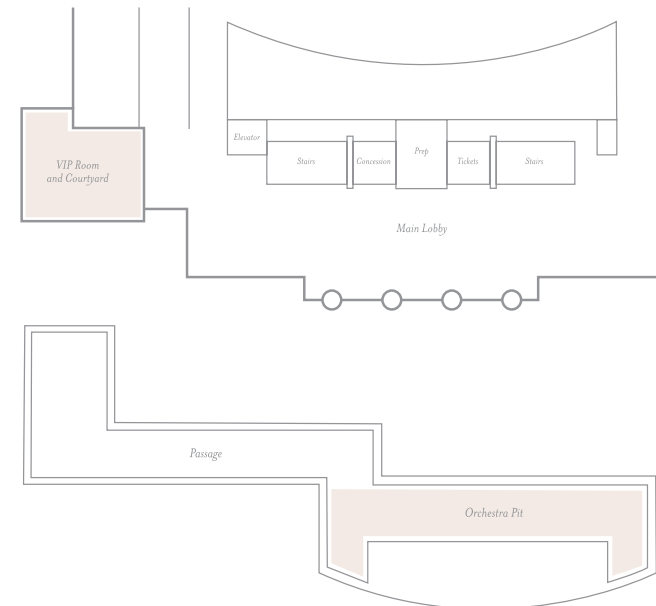 Elevator
Stairs
Concession
Prep
Tickets
Stairs
VIP Room
and Courtyard
Main Lobby
Passage
Orchestra Pit